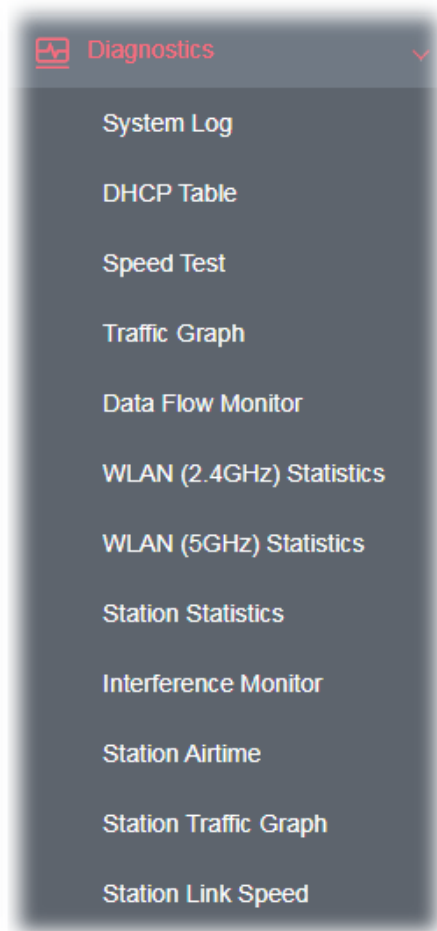 Diagnostics
System Log
DHCP Table
Speed Test
Traffic Graph
Data Flow Monitor
WLAN (2.4GHz) Statistics
WLAN (5GHz) Statistics
Station Statistics
Interference Monitor
Station Airtime
Station Traffic Graph
Station Link Speed